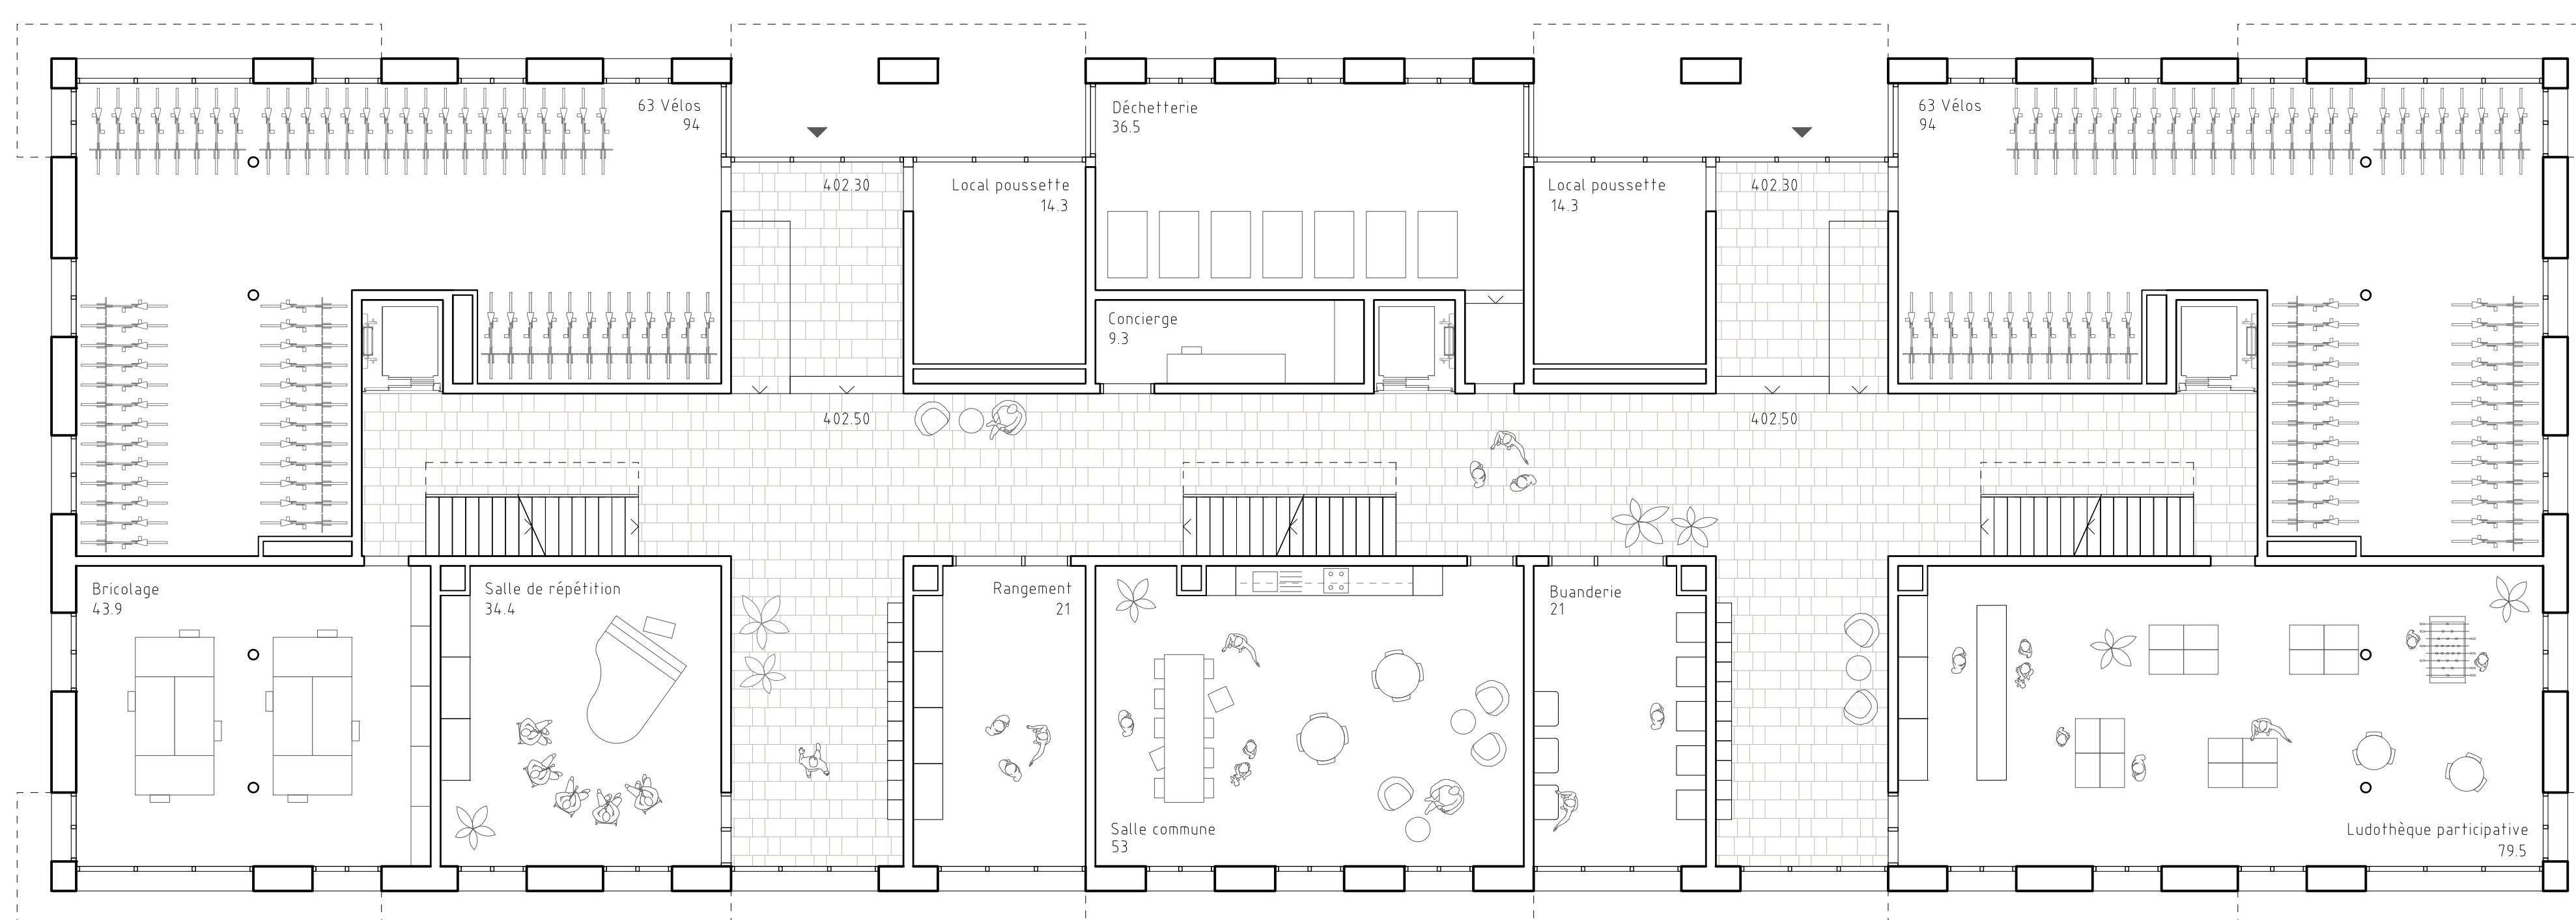 63 Vélos
94
Déchetterie
36.5
63 Vélos
94
402.30
Local poussette
14.3
Local poussette
14.3
402.30
Concierge
9.3
402.50
402.50
Bricolage
43.9
Salle de répétition
34.4
Rangement
21
Buanderie
21
Salle commune
53
Ludothèque participative
79.5